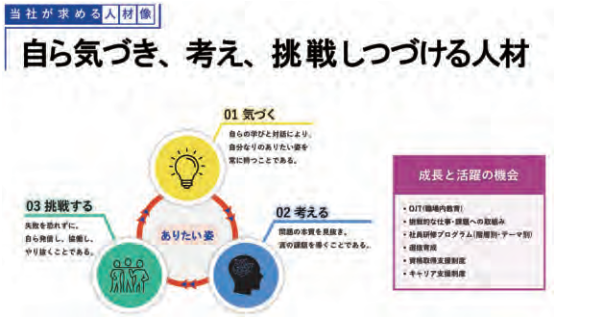 当社が求める人材像
自ら気づき、考え、挑戦しつづける人材
01 気づく
自らの学びと対話により、
自分なりのありたい姿を
常に持つことである。
03 挑戦する
失敗を恐れずに、
自ら発信し、協働し、
やり抜くことである。
ありたい姿
02 考える
問題の本質を見抜き、
真の課題を導くことである。
成長と活躍の機会
• OJT(職場内教育)
• 挑戦的な仕事・課題への取組み
• 社員研修プログラム(階層別・テーマ別)
• 選抜育成
• 資格取得支援制度
• キャリア支援制度